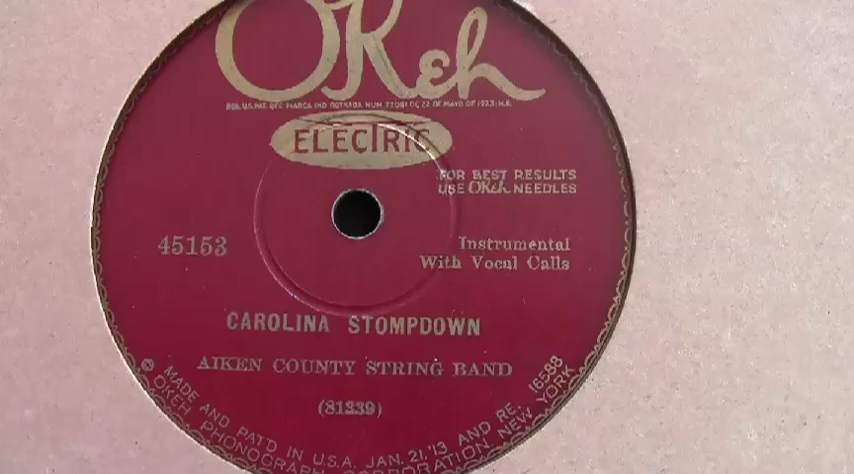 OKeh
ELECTRIC
FOR BEST RESULTS
USE OKeh NEEDLES
45153
Instrumental
With Vocal Calls
CAROLINA STOMPDOWN
AIKEN COUNTY STRING BAND
(81339)
MADE AND PAT'D IN U.S.A. JAN. 21, '13 AND RE. 16588
OKEH PHONOGRAPH CORPORATION, NEW YORK